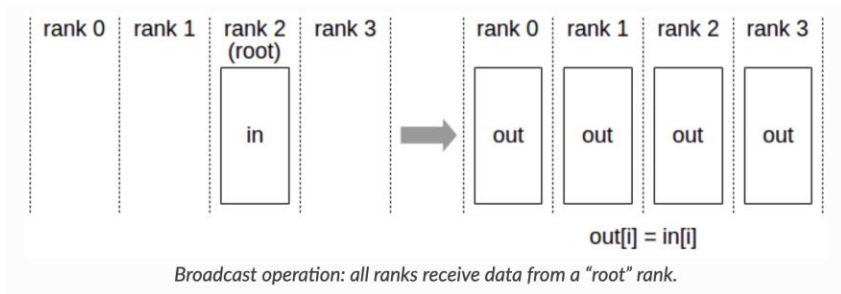 rank 0 rank 1 rank 2 rank 3 rank 0 rank 1 rank 2 rank 3
(root)
in out out out out
out[i] = in[i]
Broadcast operation: all ranks receive data from a “root” rank.